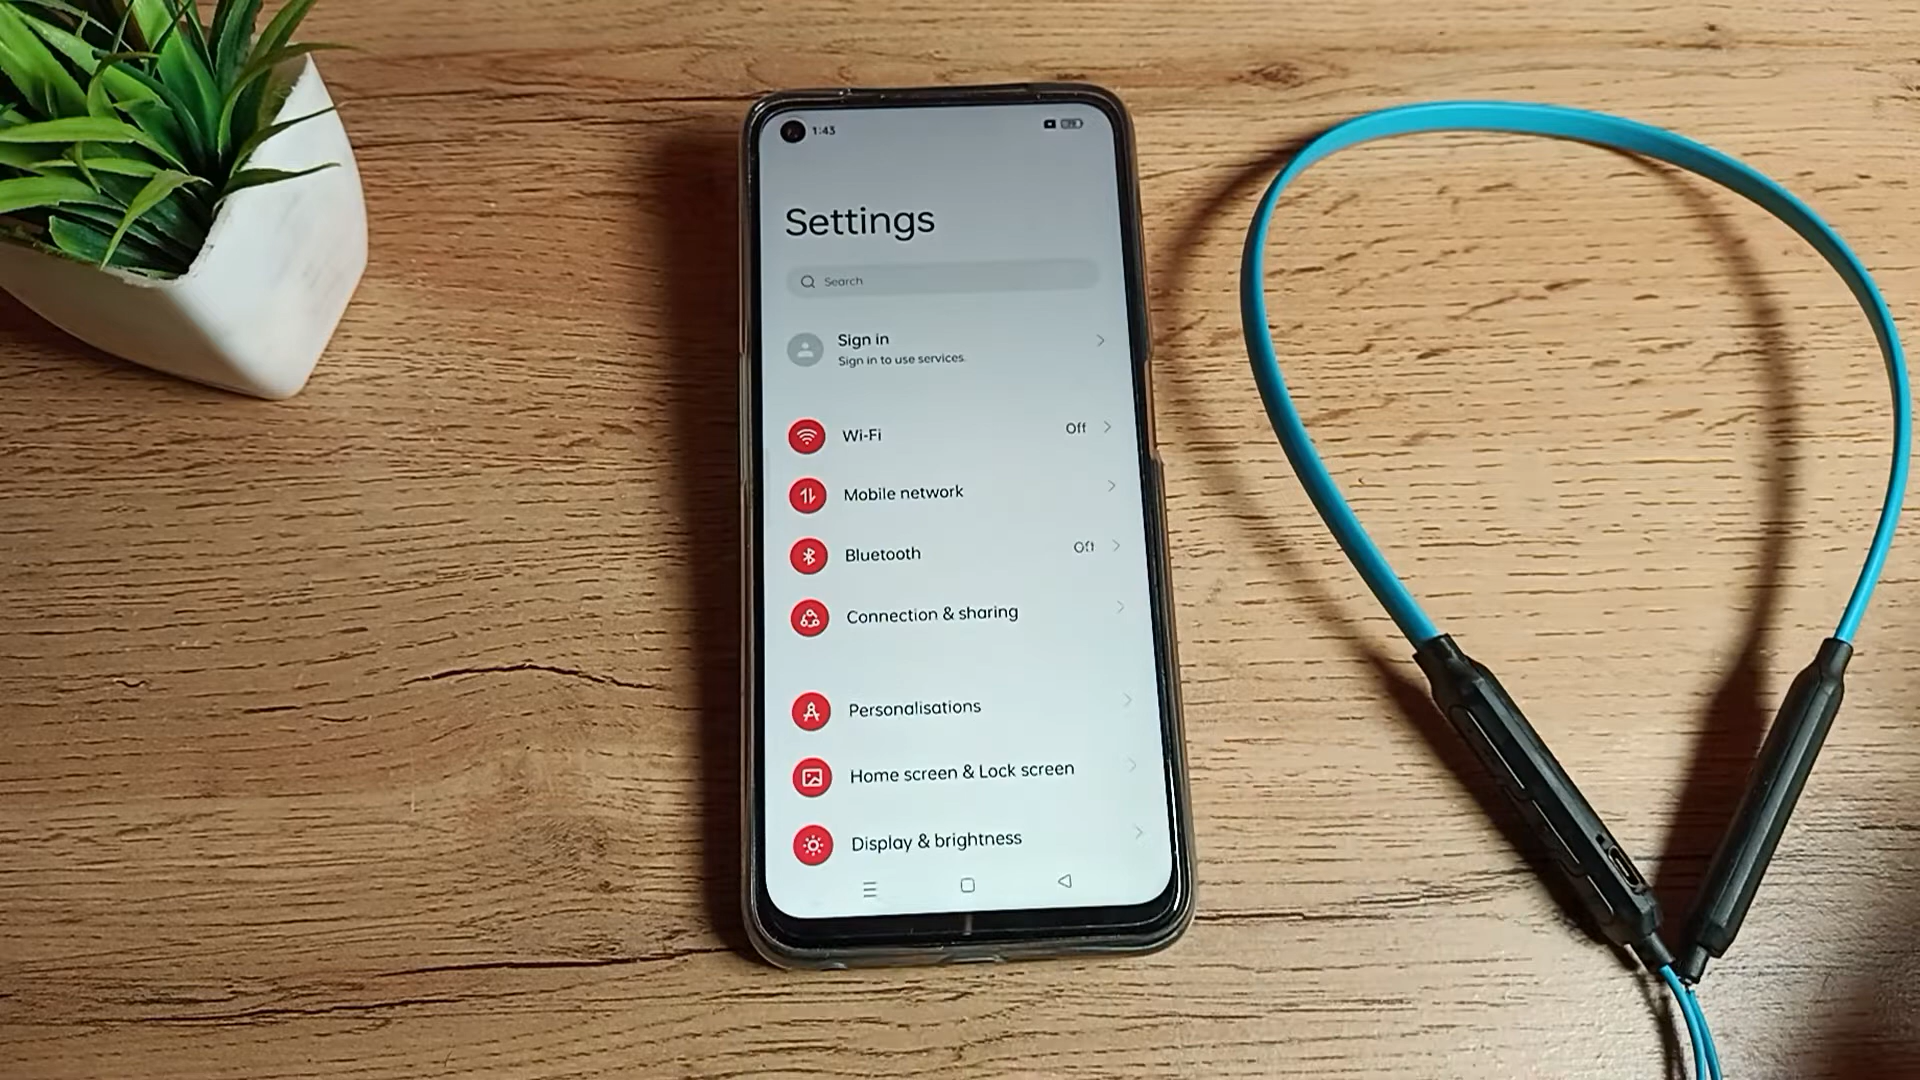 1:43
Settings
Search
Sign in
Sign in to use services.
Wi-Fi Off
Mobile network
Bluetooth Off
Connection & sharing
Personalisations
Home screen & Lock screen
Display & brightness